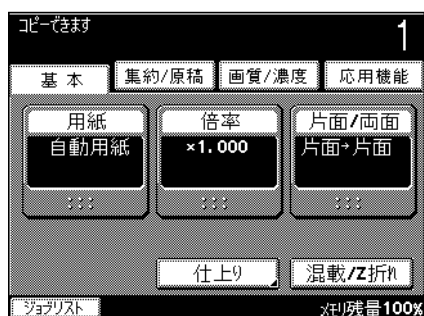 コピーできます
1
基本
集約/原稿
画質/濃度
応用機能
用紙
自動用紙
倍率
×1.000
片面/両面
片面→片面
仕上り
混載/Z折れ
ジョブリスト
メモリ残量100%